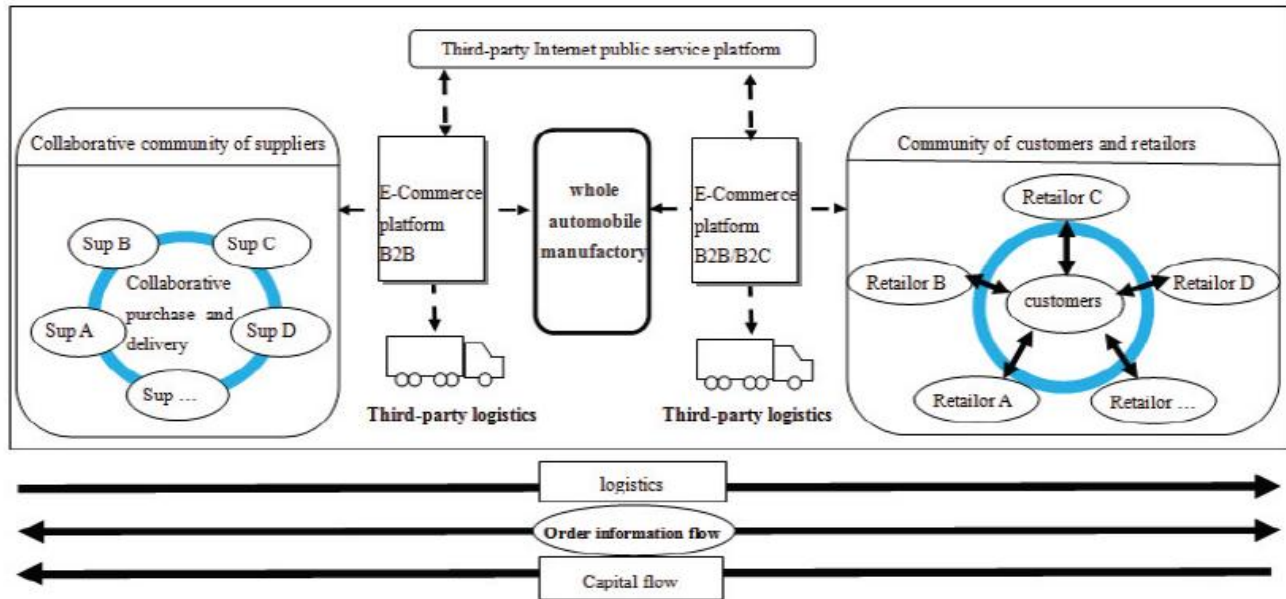 Third-party Internet public service platform
Collaborative community of suppliers
Sup B
Sup C
Collaborative
purchase and
delivery
Sup A
Sup D
Sup …
E-Commerce
platform
B2B
Third-party logistics
whole
automobile
manufactory
E-Commerce
platform
B2B/B2C
Third-party logistics
Community of customers and retailors
Retailor C
Retailor B
customers
Retailor D
Retailor A
Retailor …
logistics
Order information flow
Capital flow